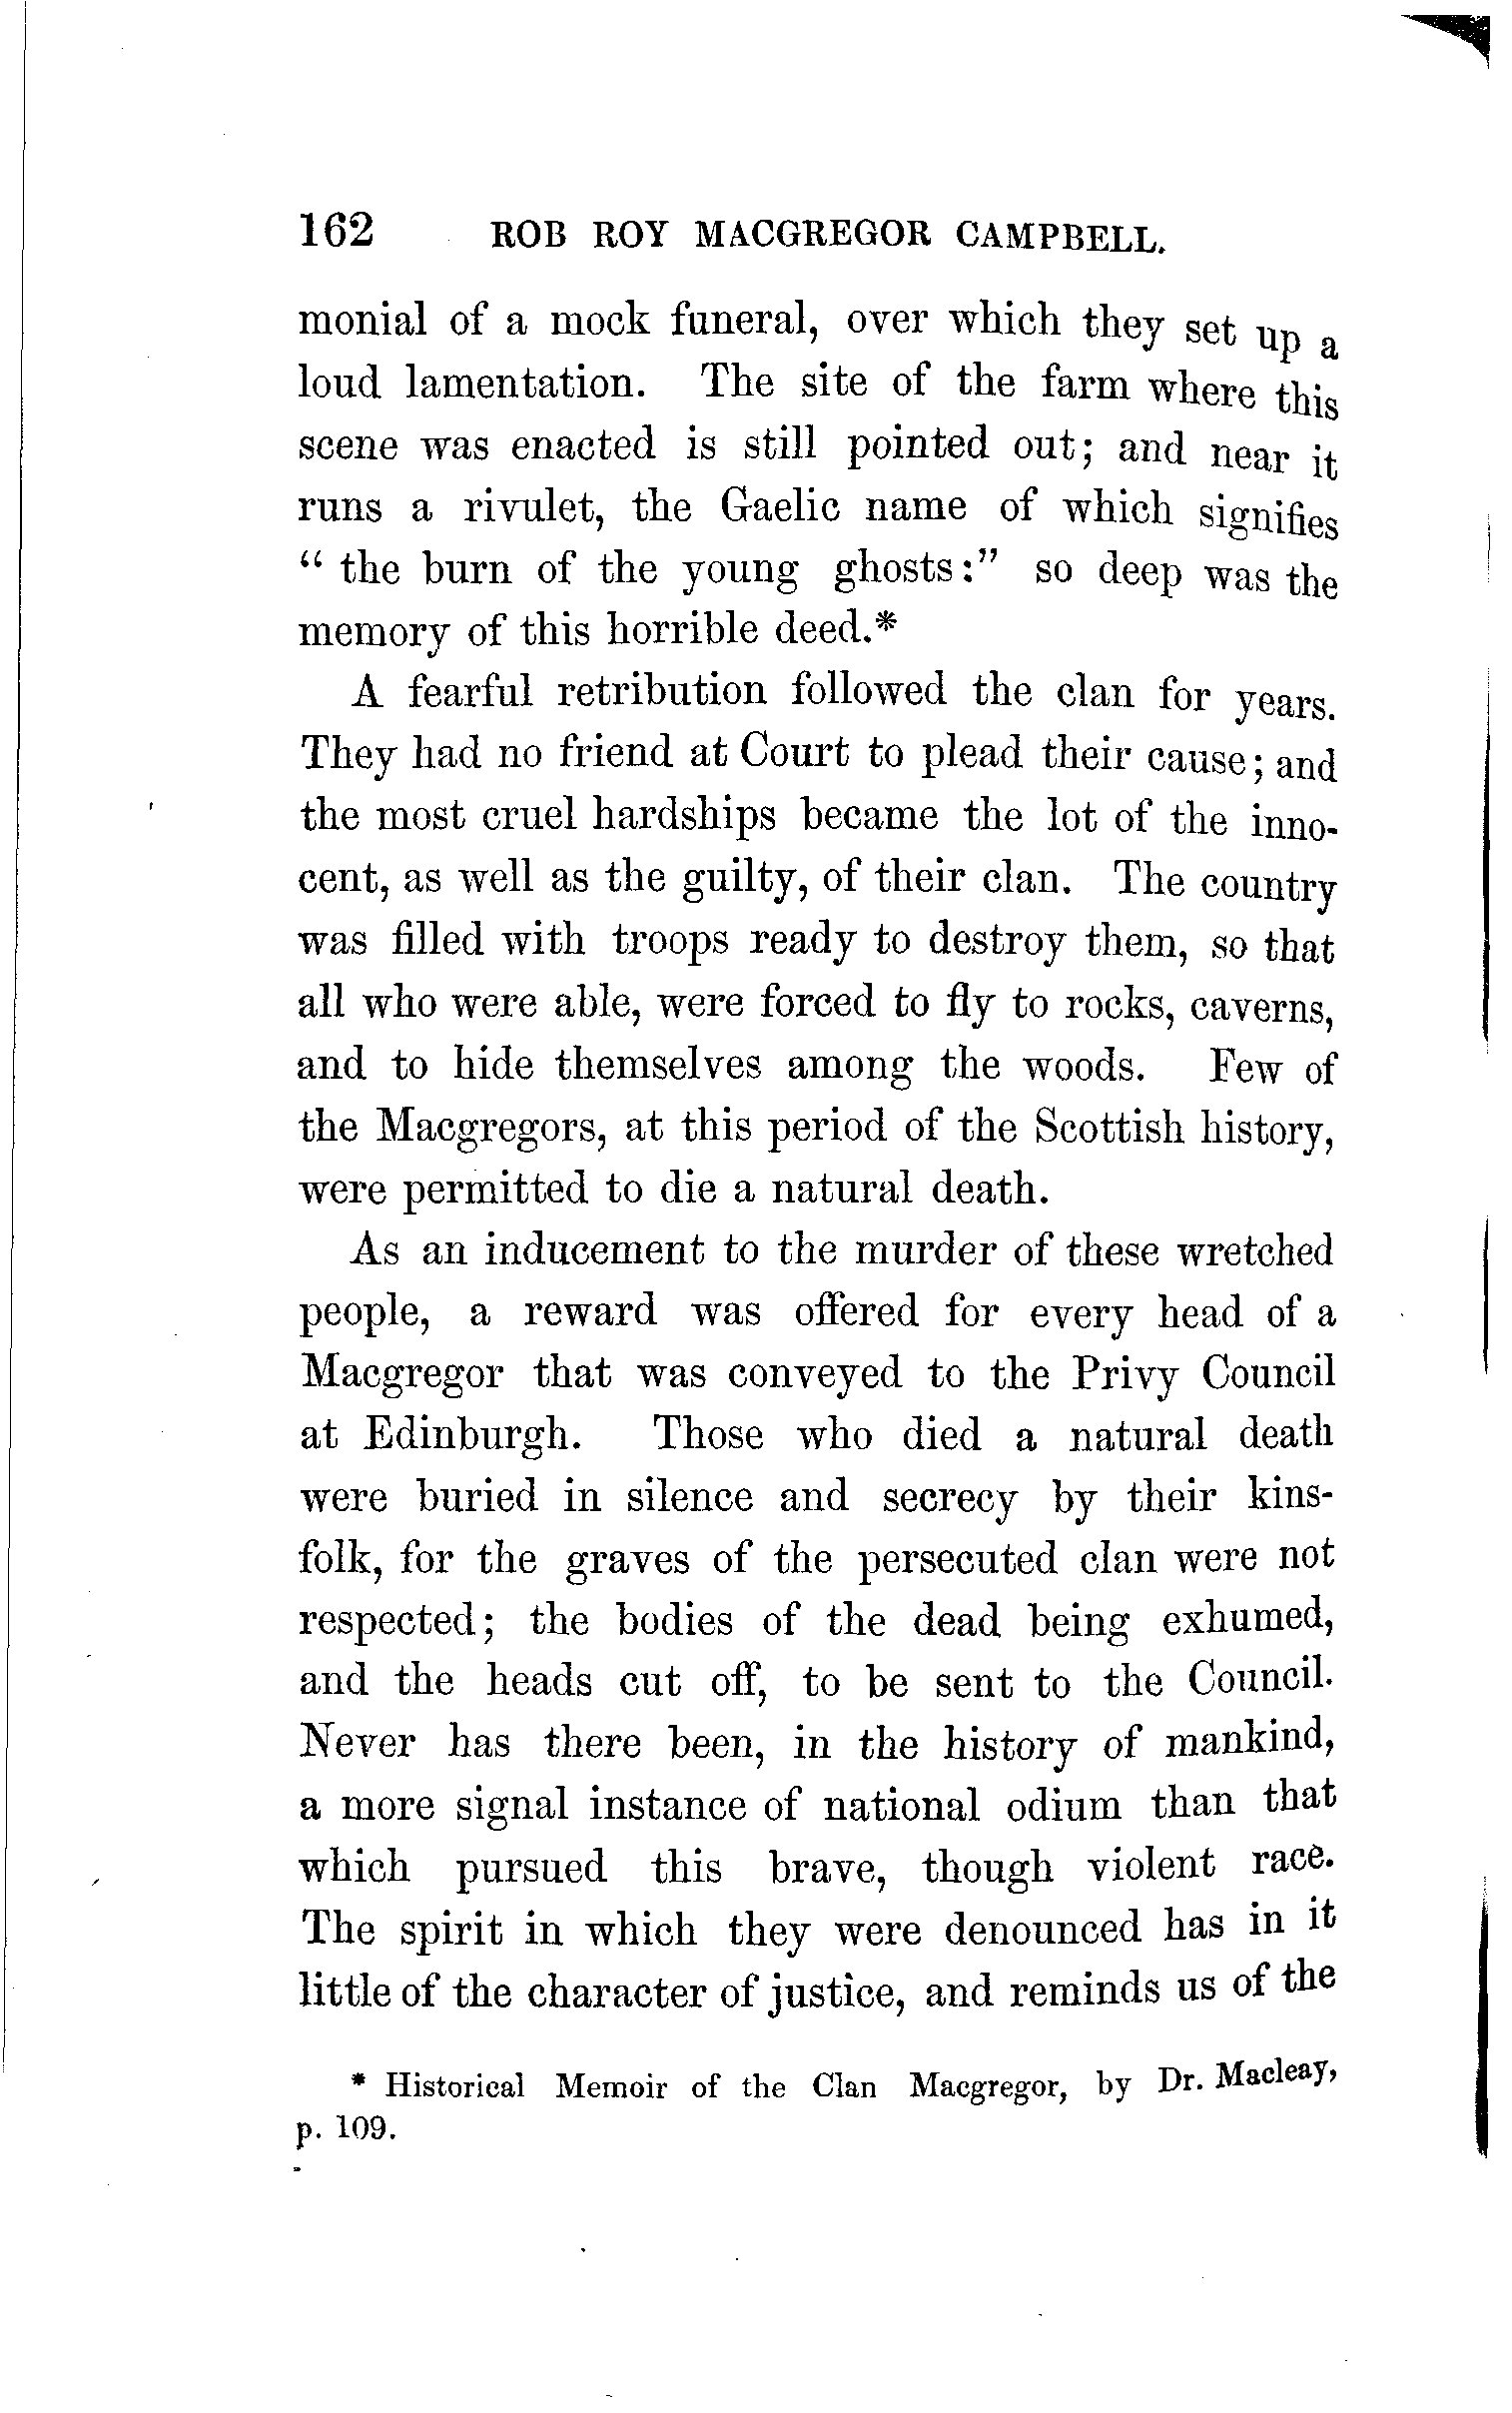 162 ROB ROY MACGREGOR CAMPBELL.
monial of a mock funeral, over which they set up a
loud lamentation. The site of the farm where this
scene was enacted is still pointed out; and near it
runs a rivulet, the Gaelic name of which signifies
“ the burn of the young ghosts:” so deep was the
memory of this horrible deed.*
A fearful retribution followed the clan for years.
They had no friend at Court to plead their cause; and
the most cruel hardships became the lot of the inno-
cent, as well as the guilty, of their clan. The country
was filled with troops ready to destroy them, so that
all who were able, were forced to fly to rocks, caverns,
and to hide themselves among the woods. Few of
the Macgregors, at this period of the Scottish history,
were permitted to die a natural death.
As an inducement to the murder of these wretched
people, a reward was offered for every head of a
Macgregor that was conveyed to the Privy Council
at Edinburgh. Those who died a natural death
were buried in silence and secrecy by their kins-
folk, for the graves of the persecuted clan were not
respected; the bodies of the dead being exhumed,
and the heads cut off, to be sent to the Council.
Never has there been, in the history of mankind,
a more signal instance of national odium than that
which pursued this brave, though violent race.
The spirit in which they were denounced has in it
little of the character of justice, and reminds us of the
* Historical Memoir of the Clan Macgregor, by Dr. Macleay,
p. 109.